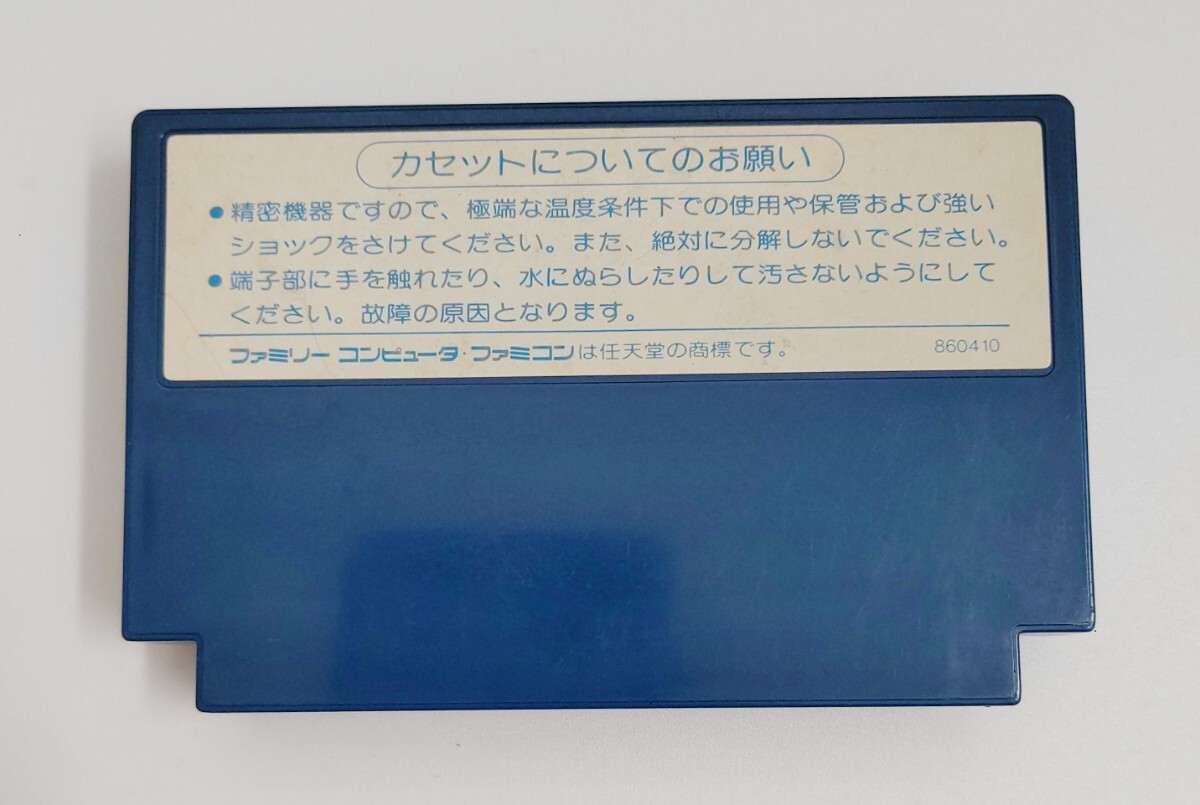 カセットについてのお願い
●精密機器ですので、極端な温度条件下での使用や保管および強い
ショックをさけてください。また、絶対に分解しないでください。
●端子部に手を触れたり、水にぬらしたりして汚さないようにして
ください。故障の原因となります。
ファミリー コンピュータ・ファミコンは任天堂の商標です。 860410